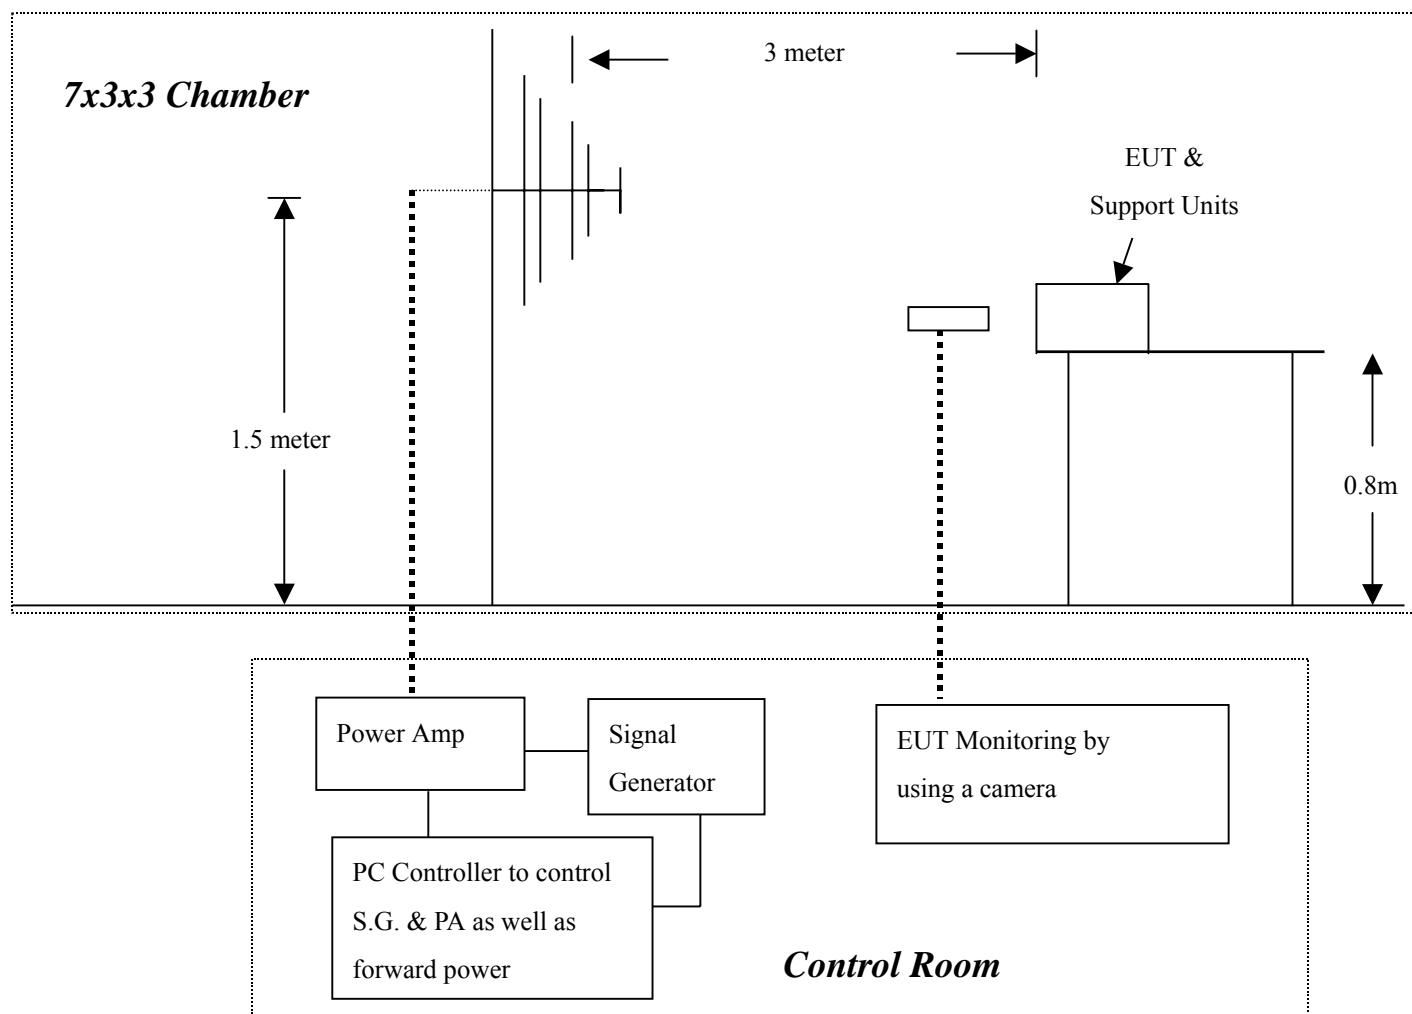 3 meter
7x3x3 Chamber
EUT &
Support Units
1.5 meter
0.8m
Power Amp
Signal
Generator
EUT Monitoring by
using a camera
PC Controller to control
S.G. & PA as well as
forward power
Control Room